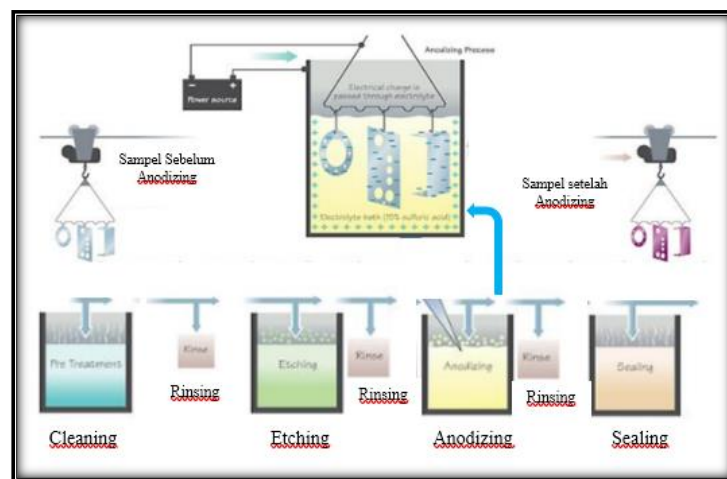 Anodizing Process
− +
Power source
Electrical charge is
passed through electrolyte
Electrolyte bath (15% sulfuric acid)
Sampel Sebelum
Anodizing
Sampel setelah
Anodizing
Pre Treatment
Rinse
Etching
Rinse
Anodizing
Rinse
Sealing
Cleaning
Rinsing
Etching
Rinsing
Anodizing
Rinsing
Sealing